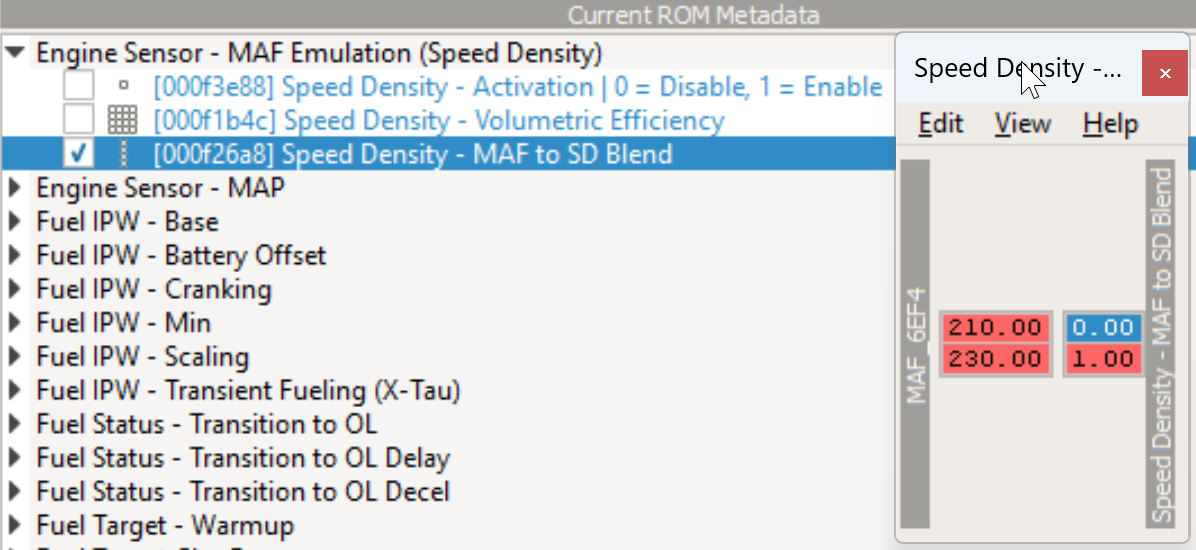 Current ROM Metadata
Engine Sensor - MAF Emulation (Speed Density)
[000f3e88] Speed Density - Activation | 0 = Disable, 1 = Enable
[000f1b4c] Speed Density - Volumetric Efficiency
[000f26a8] Speed Density - MAF to SD Blend
Engine Sensor - MAP
Fuel IPW - Base
Fuel IPW - Battery Offset
Fuel IPW - Cranking
Fuel IPW - Min
Fuel IPW - Scaling
Fuel IPW - Transient Fueling (X-Tau)
Fuel Status - Transition to OL
Fuel Status - Transition to OL Delay
Fuel Status - Transition to OL Decel
Fuel Target - Warmup
Speed Density -...
×
Edit View Help
MAF_6EF4
210.00 0.00
230.00 1.00
Speed Density - MAF to SD Blend